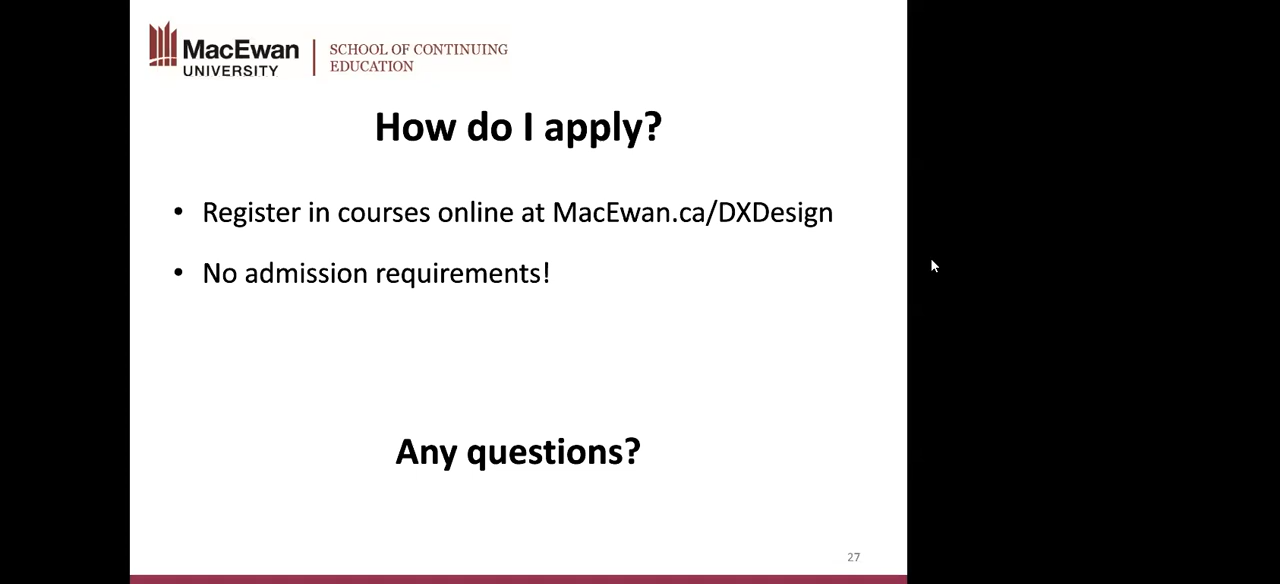 MacEwan
UNIVERSITY
SCHOOL OF CONTINUING
EDUCATION
How do I apply?
• Register in courses online at MacEwan.ca/DXDesign
• No admission requirements!
Any questions?
27